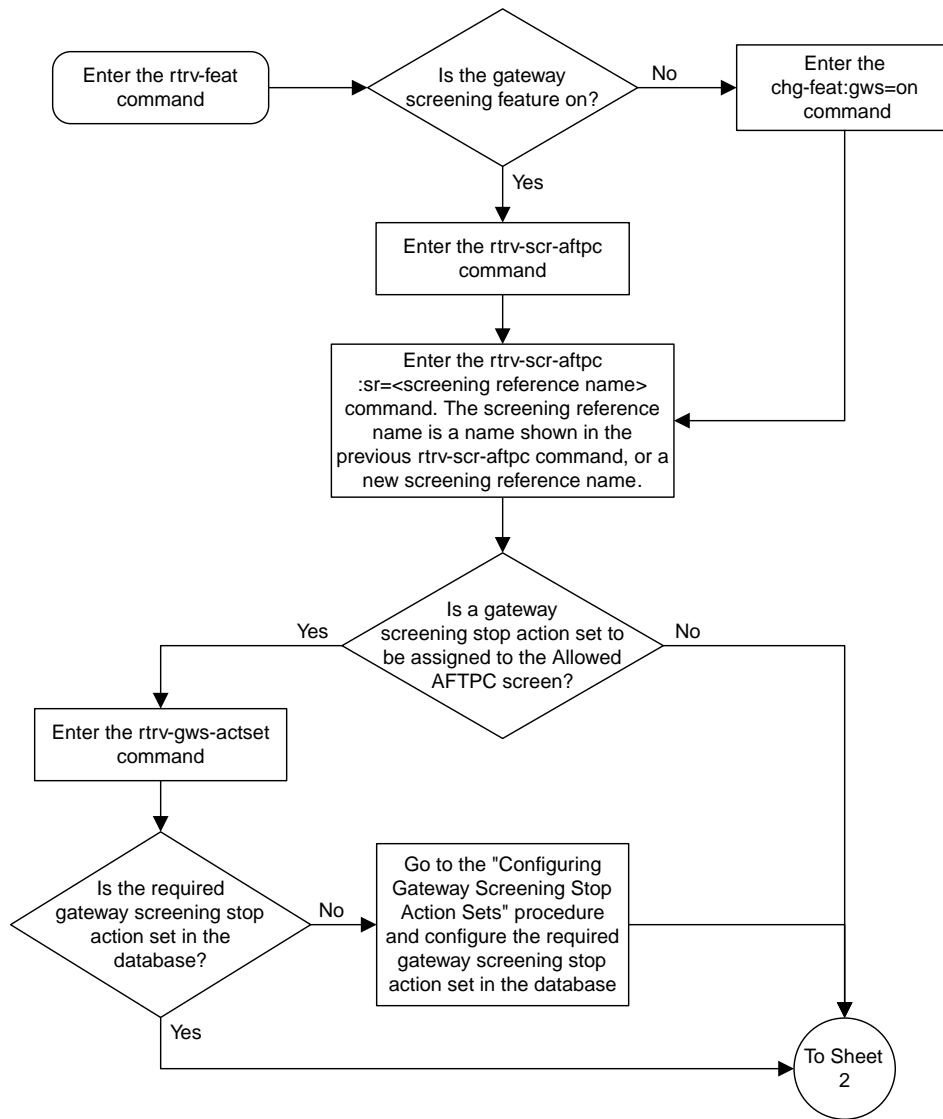 Enter the rtrv-feat
command
Is the gateway
screening feature on?
No
Enter the
chg-feat:gws=on
command
Yes
Enter the rtrv-scr-aftpc
command
Enter the rtrv-scr-aftpc
:sr=<screening reference name>
command. The screening reference
name is a name shown in the
previous rtrv-scr-aftpc command, or a
new screening reference name.
Is a gateway
screening stop action set to
be assigned to the Allowed
AFTPC screen?
Yes
No
Enter the rtrv-gws-actset
command
Is the required
gateway screening stop
action set in the
database?
No
Go to the "Configuring
Gateway Screening Stop
Action Sets" procedure
and configure the required
gateway screening stop
action set in the database
Yes
To Sheet
2